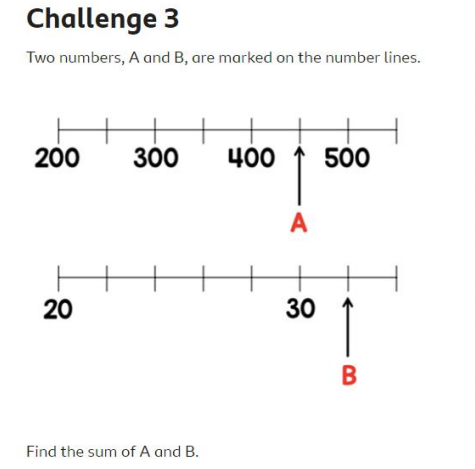 Challenge 3
Two numbers, A and B, are marked on the number lines.
200 300 400 500
A
20 30
B
Find the sum of A and B.